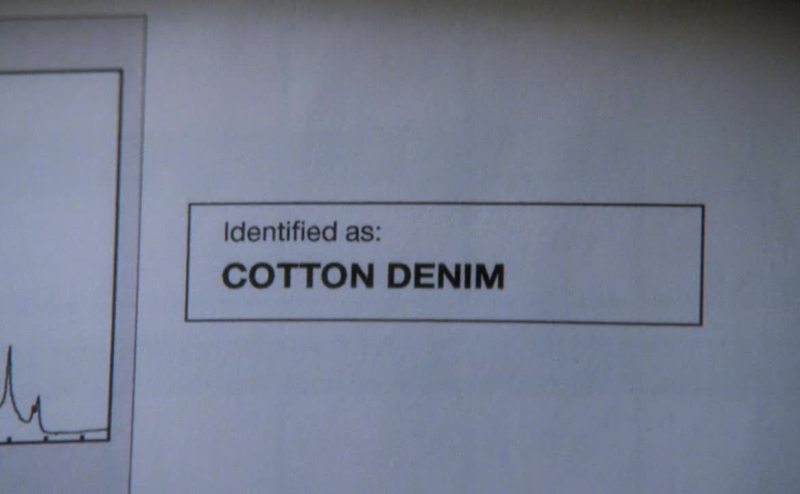 Identified as:
COTTON DENIM